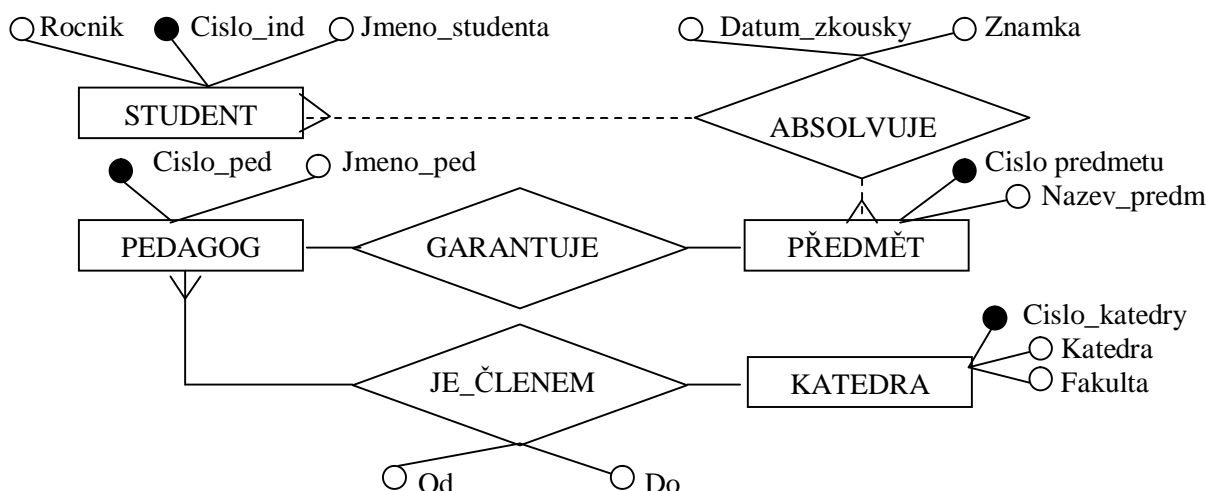 Rocnik Cislo_ind Jmeno_studenta Datum_zkousky Znamka
STUDENT
ABSOLVUJE
Cislo_ped Jmeno_ped Cislo predmetu
Nazev_predm
PEDAGOG GARANTUJE PŘEDMĚT
Cislo_katedry
Katedra
JE_ČLENEM KATEDRA Fakulta
Od Do